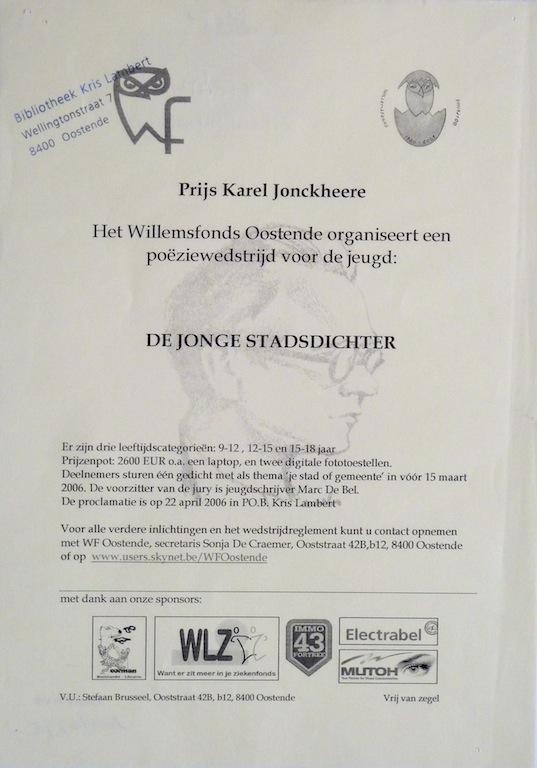 Bibliotheek Kris Lambert
Wellingtonstraat 7
8400 Oostende
wf
Prijs Karel Jonckheere
Het Willemsfonds Oostende organiseert een
poëziewedstrijd voor de jeugd:
DE JONGE STADSDICHTER
Er zijn drie leeftijdscategorieën: 9-12 , 12-15 en 15-18 jaar
Prijzenpot: 2600 EUR o.a. een laptop, en twee digitale fototoestellen.
Deelnemers sturen één gedicht met als thema ‘je stad of gemeente’ in vóór 15 maart
2006. De voorzitter van de jury is jeugdschrijver Marc De Bel.
De proclamatie is op 22 april 2006 in P.O.B. Kris Lambert
Voor alle verdere inlichtingen en het wedstrijdreglement kunt u contact opnemen
met WF Oostende, secretaris Sonja De Craemer, Ooststraat 42B,b12, 8400 Oostende
of op www.users.skynet.be/WFOostende
met dank aan onze sponsors:
corman
WLZ
Want er zit meer in je ziekenfonds
IMMO
43
FORTREE
Electrabel
MUTOH
V.U.: Stefaan Brusseel, Ooststraat 42B, b12, 8400 Oostende
Vrij van zegel